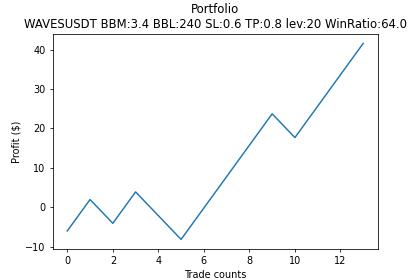 Portfolio
WAVESUSDT BBM:3.4 BBL:240 SL:0.6 TP:0.8 lev:20 WinRatio:64.0
Profit ($)
40
30
20
10
0
−10
0 2 4 6 8 10 12
Trade counts